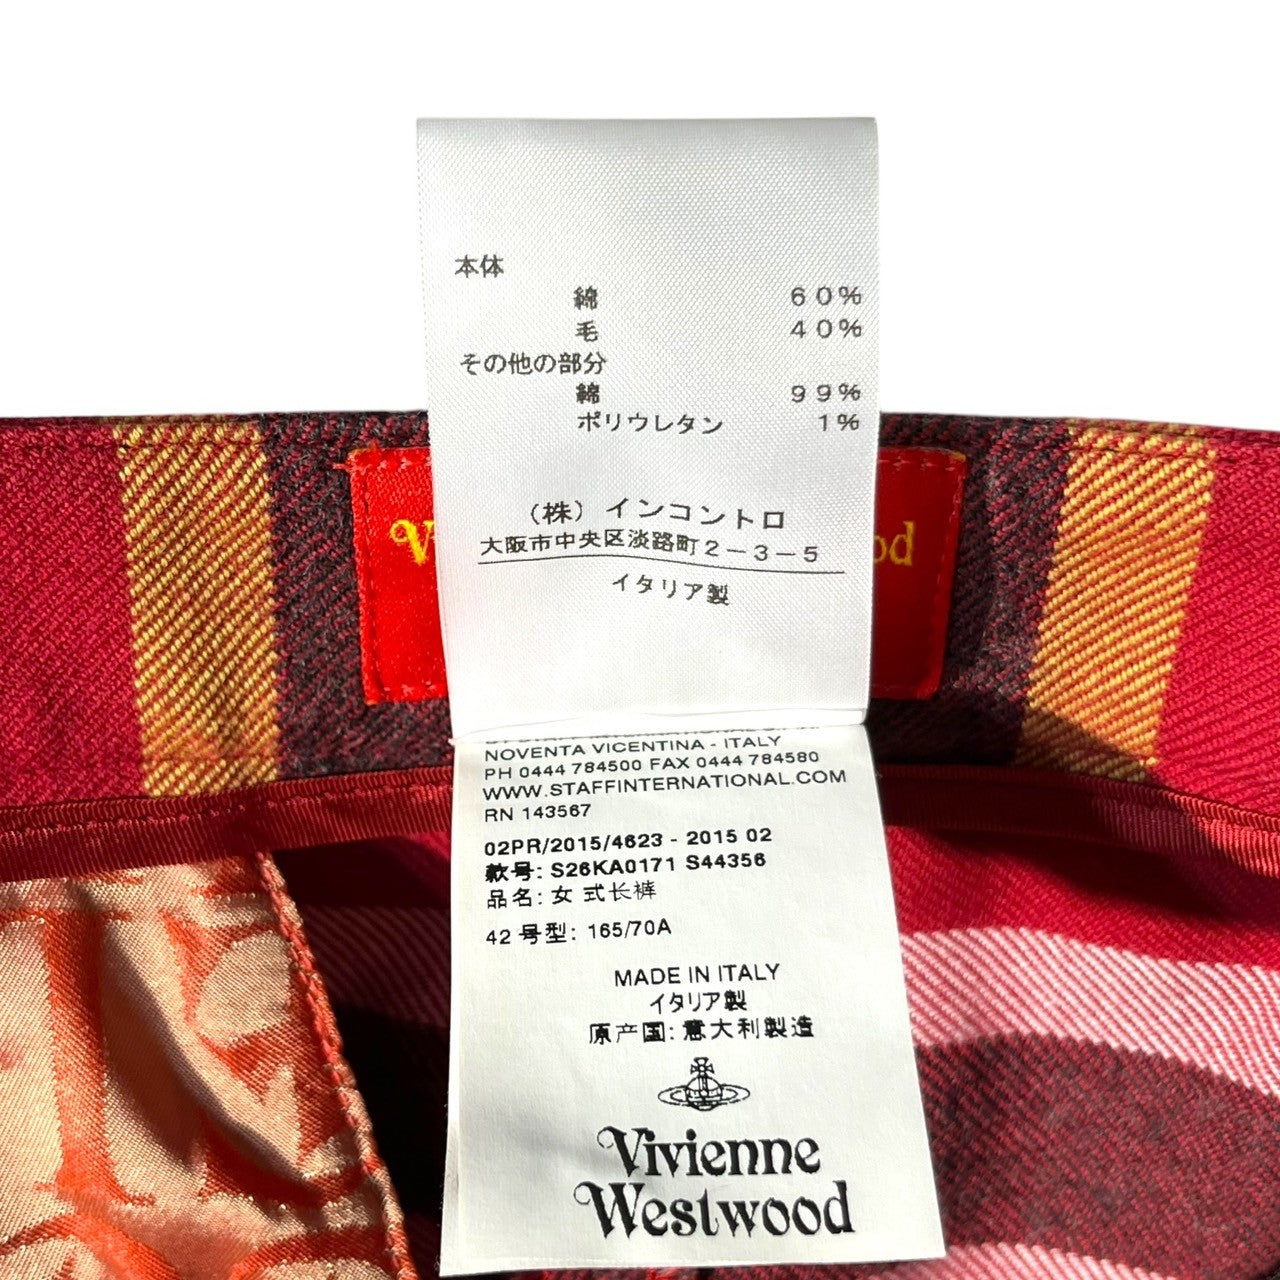 本体
綿 60%
毛 40%
その他の部分
綿 99%
ポリウレタン 1%
(株) インコントロ
大阪市中央区淡路町2-3-5
イタリア製
NOVENTA VICENTINA - ITALY
PH 0444 784500 FAX 0444 784580
WWW.STAFFINTERNATIONAL.COM
RN 143567
02PR/2015/4623 - 2015 02
款号: S26KA0171 S44356
品名: 女 式长裤
42 号型: 165/70A
MADE IN ITALY
イタリア製
原产国: 意大利製造
Vivienne
Westwood